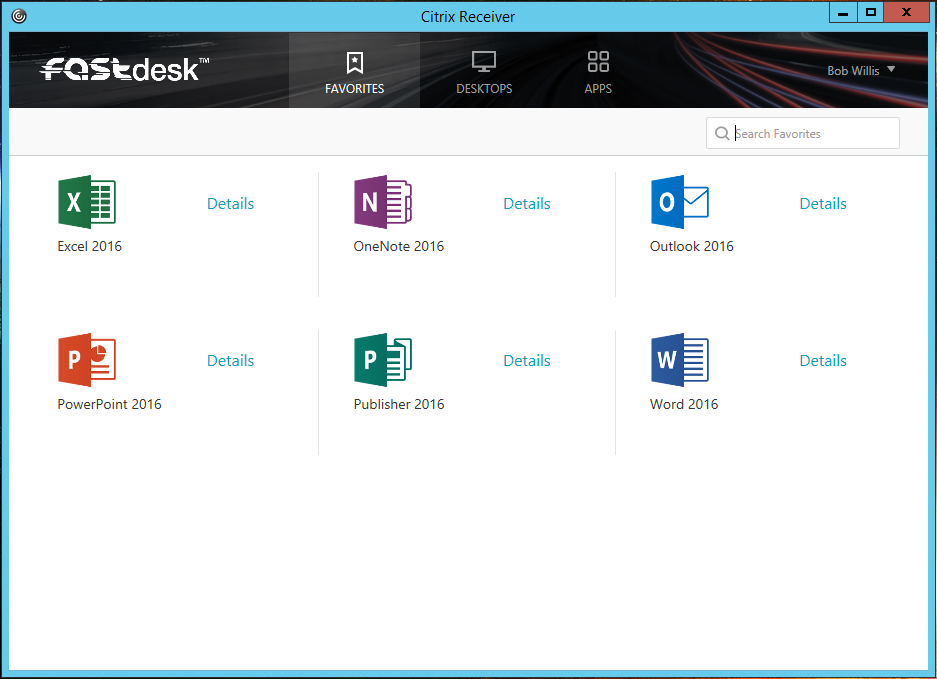 Citrix Receiver
fastdesk™
FAVORITES
DESKTOPS
APPS
Bob Willis
Search Favorites
X
Details
N
Details
O
Details
Excel 2016
OneNote 2016
Outlook 2016
P
Details
P
Details
W
Details
PowerPoint 2016
Publisher 2016
Word 2016